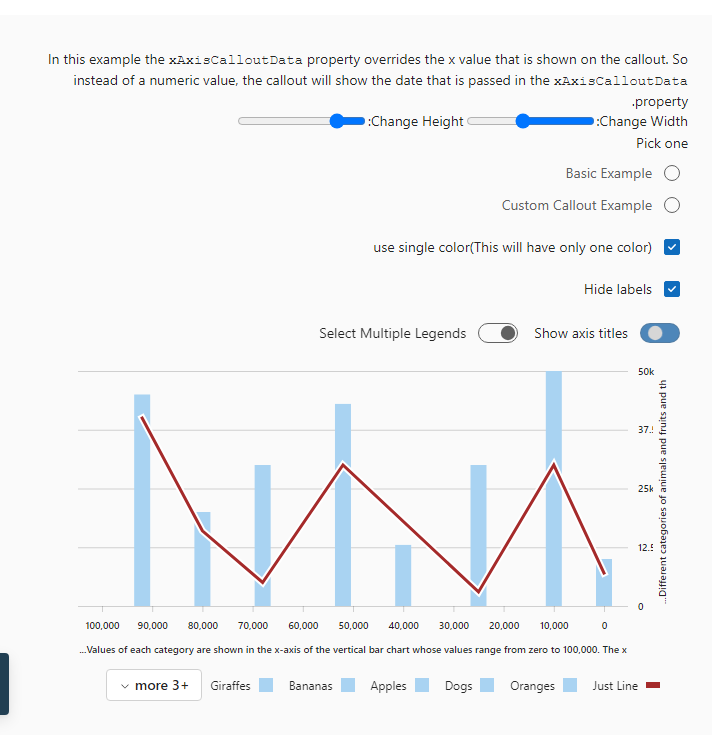 In this example the xAxisCalloutData property overrides the x value that is shown on the callout. So
instead of a numeric value, the callout will show the date that is passed in the xAxisCalloutData
.property
:Change Height :Change Width
Pick one
Basic Example
Custom Callout Example
use single color(This will have only one color)
Hide labels
Select Multiple Legends Show axis titles
50k
37.5
25k
12.5
0
...Different categories of animals and fruits and th
100,000 90,000 80,000 70,000 60,000 50,000 40,000 30,000 20,000 10,000 0
...Values of each category are shown in the x-axis of the vertical bar chart whose values range from zero to 100,000. The x
more 3+ Giraffes Bananas Apples Dogs Oranges Just Line